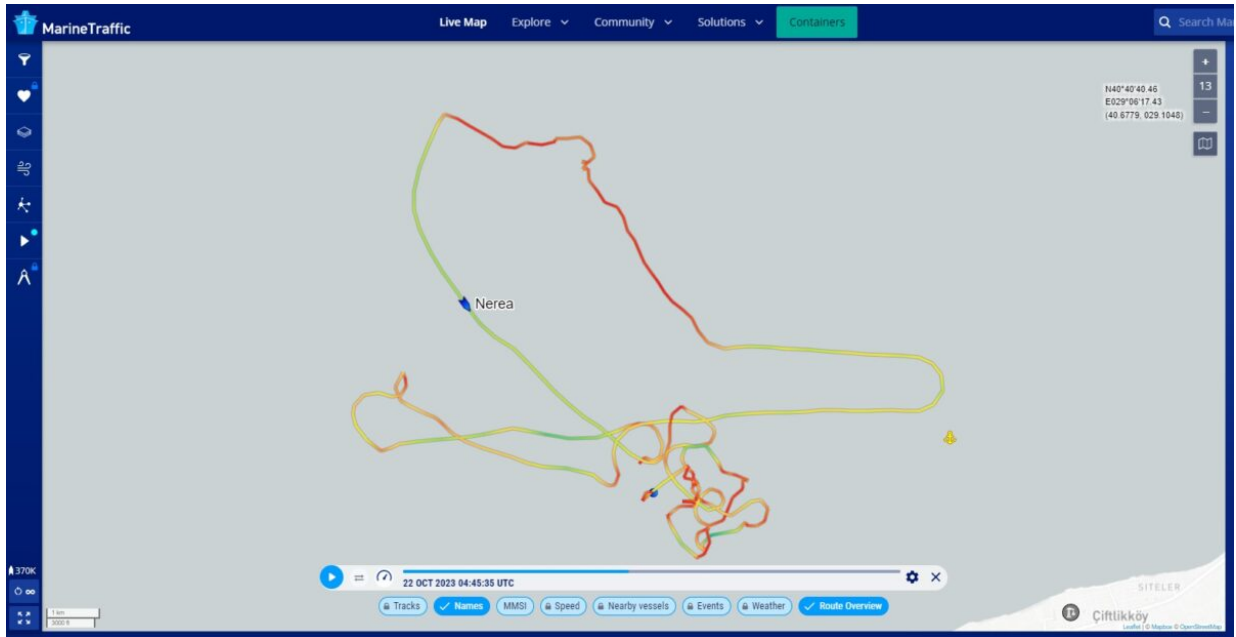 MarineTraffic
Live Map
Explore
Community
Solutions
Containers
Search Mar
N40°40'40.46
E029°06'17.43
(40.6779, 029.1048)
+
13
−
Nerea
22 OCT 2023 04:45:35 UTC
Tracks
Names
MMSI
Speed
Nearby vessels
Events
Weather
Route Overview
370K
1 km
3000 ft
SITELER
Çiftlikköy
Leaflet | © Mapbox © OpenStreetMap